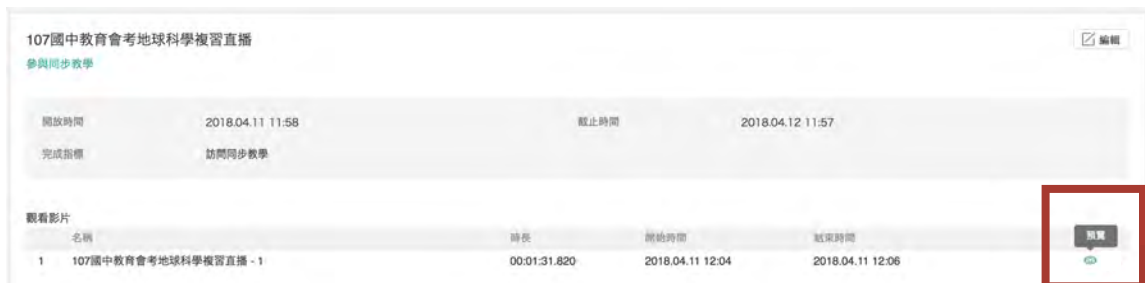 107國中教育會考地球科學複習直播 編輯
參與同步教學
開放時間 2018.04.11 11:58 截止時間 2018.04.12 11:57
完成指標 訪問同步教學
觀看影片
名稱 時長 開始時間 結束時間 預覽
1 107國中教育會考地球科學複習直播 - 1 00:01:31.820 2018.04.11 12:04 2018.04.11 12:06